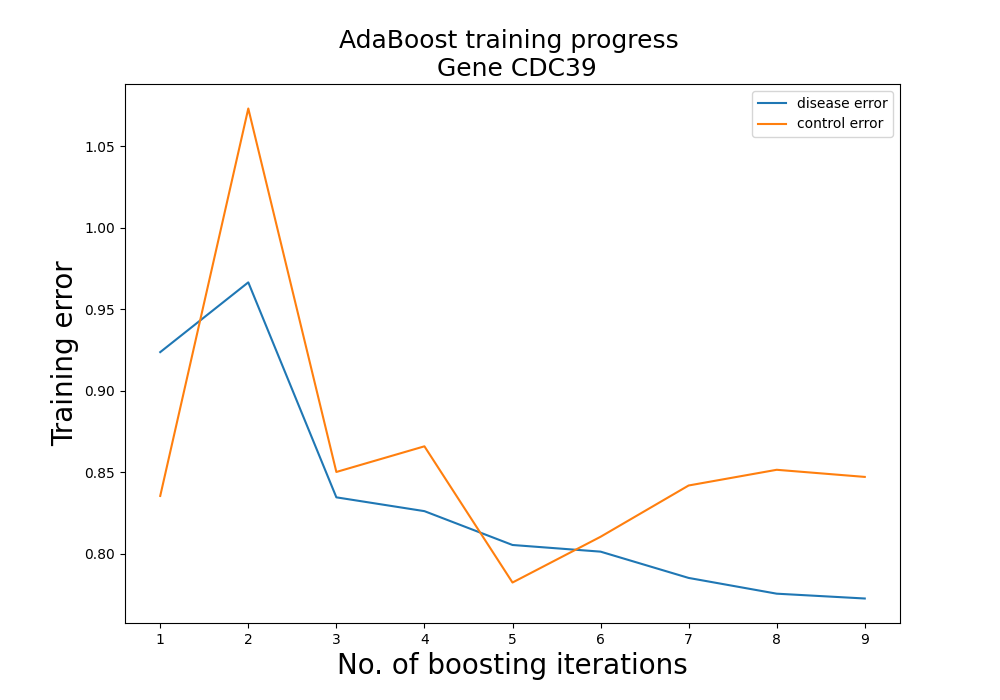 AdaBoost training progress
Gene CDC39
disease error
control error
Training error
1.05
1.00
0.95
0.90
0.85
0.80
1 2 3 4 5 6 7 8 9
No. of boosting iterations